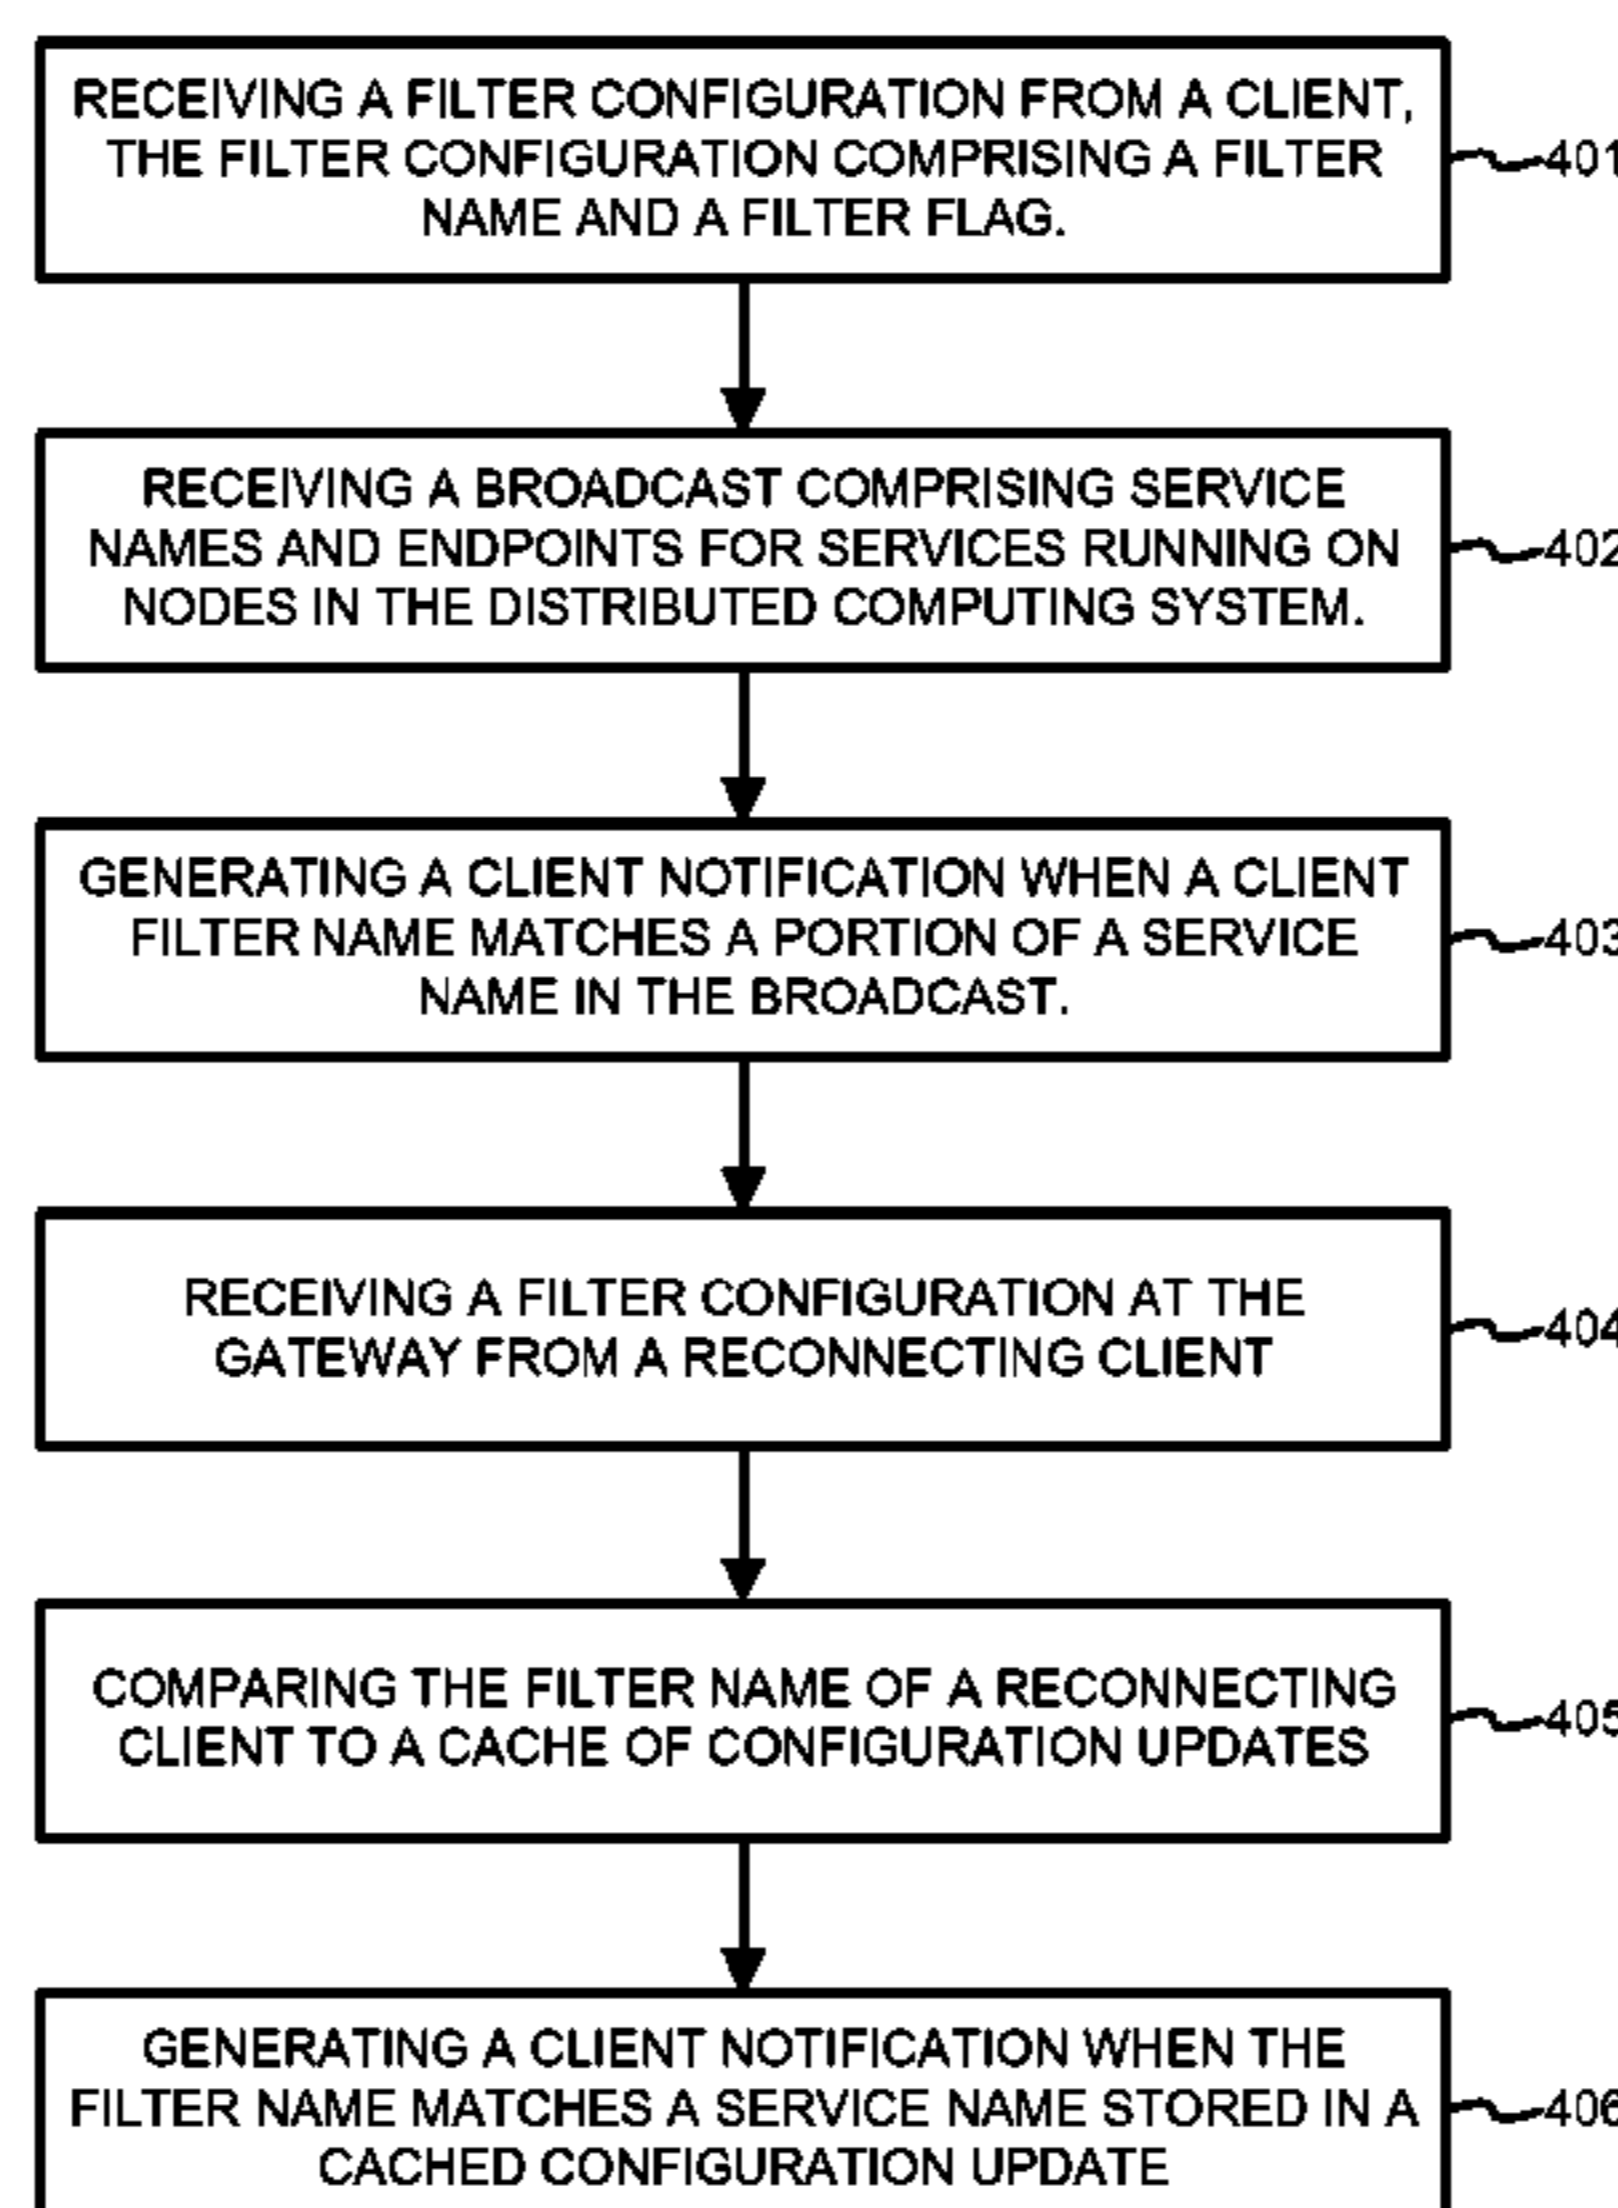 RECEIVING A FILTER CONFIGURATION FROM A CLIENT,
THE FILTER CONFIGURATION COMPRISING A FILTER
NAME AND A FILTER FLAG.
401
RECEIVING A BROADCAST COMPRISING SERVICE
NAMES AND ENDPOINTS FOR SERVICES RUNNING ON
NODES IN THE DISTRIBUTED COMPUTING SYSTEM.
402
GENERATING A CLIENT NOTIFICATION WHEN A CLIENT
FILTER NAME MATCHES A PORTION OF A SERVICE
NAME IN THE BROADCAST.
403
RECEIVING A FILTER CONFIGURATION AT THE
GATEWAY FROM A RECONNECTING CLIENT
404
COMPARING THE FILTER NAME OF A RECONNECTING
CLIENT TO A CACHE OF CONFIGURATION UPDATES
405
GENERATING A CLIENT NOTIFICATION WHEN THE
FILTER NAME MATCHES A SERVICE NAME STORED IN A
CACHED CONFIGURATION UPDATE
406